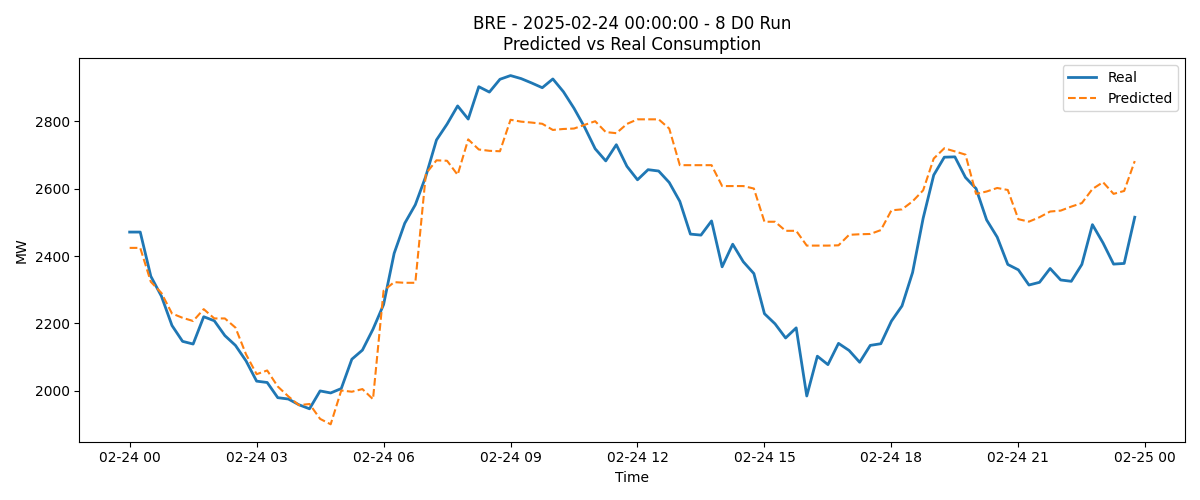 BRE - 2025-02-24 00:00:00 - 8 D0 Run
Predicted vs Real Consumption
Real
Predicted
MW
2800
2600
2400
2200
2000
02-24 00
02-24 03
02-24 06
02-24 09
02-24 12
02-24 15
02-24 18
02-24 21
02-25 00
Time